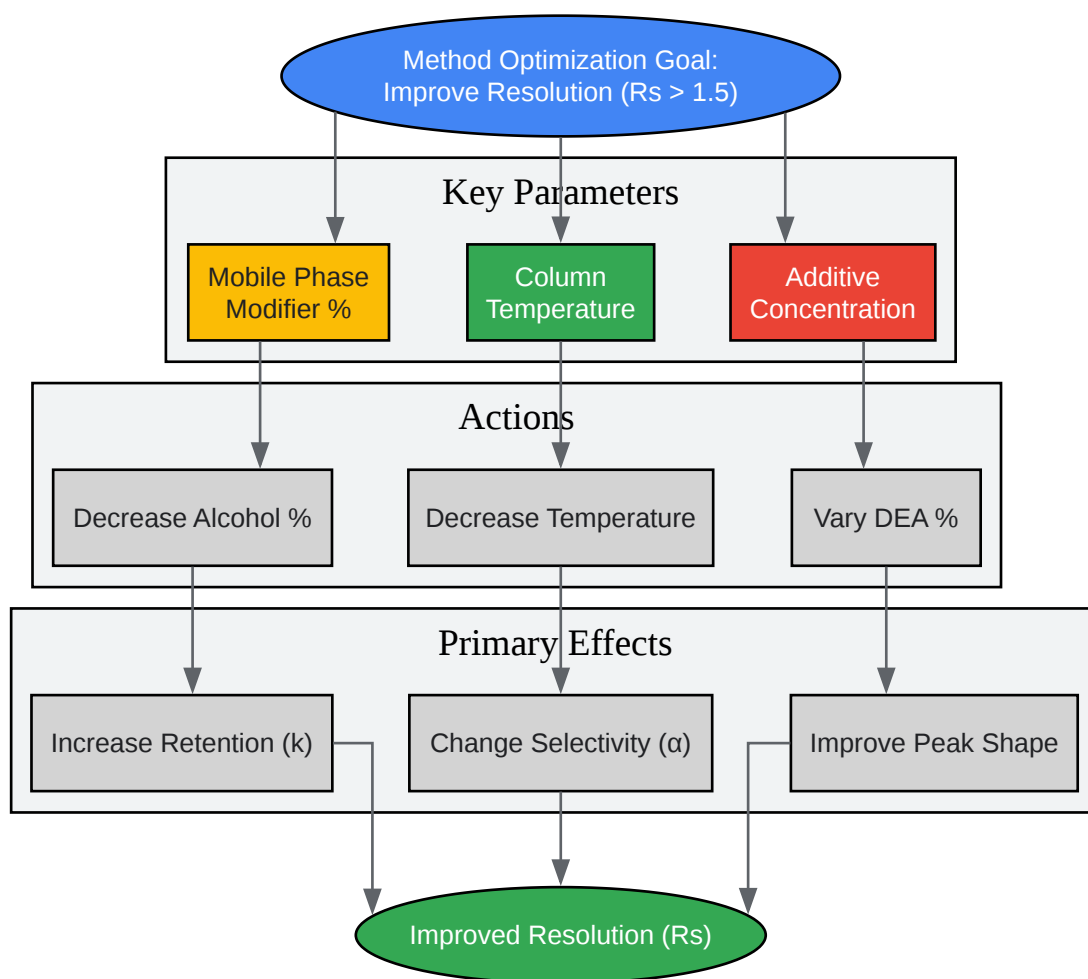 Method Optimization Goal:
Improve Resolution (Rs > 1.5)
Key Parameters
Mobile Phase
Modifier %
Column
Temperature
Additive
Concentration
Actions
Decrease Alcohol %
Decrease Temperature
Vary DEA %
Primary Effects
Increase Retention (k)
Change Selectivity (α)
Improve Peak Shape
Improved Resolution (Rs)